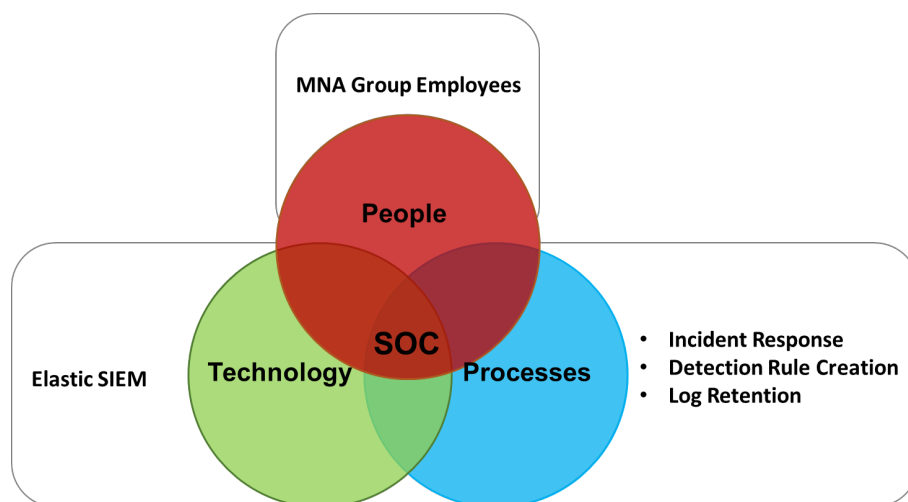 MNA Group Employees
People
SOC
Technology
Processes
Elastic SIEM
• Incident Response
• Detection Rule Creation
• Log Retention